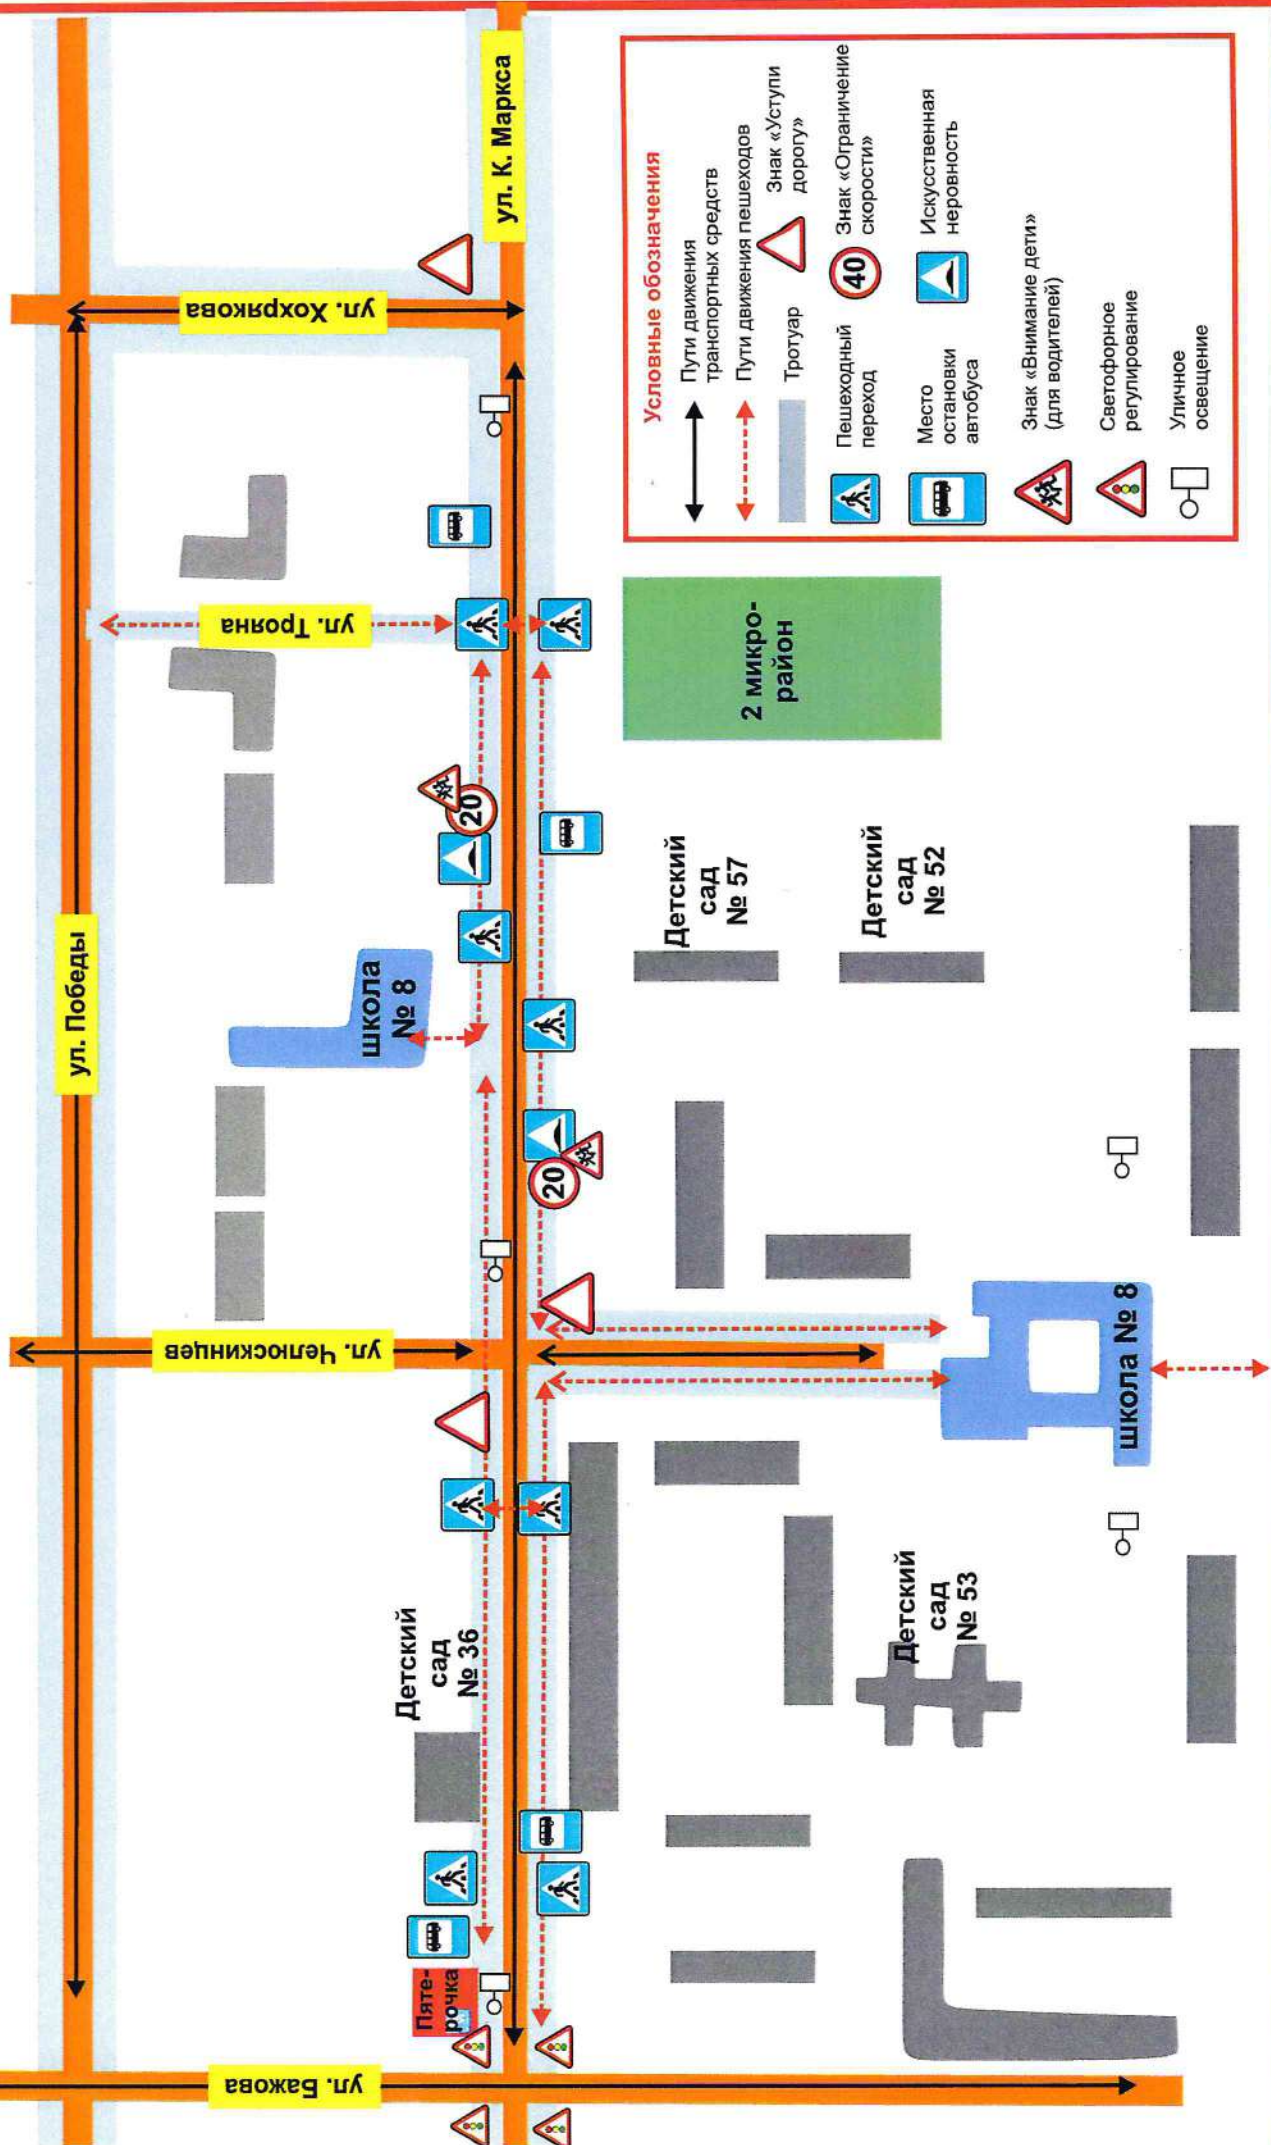 ул. Победы
ул. К. Маркса
ул. Хохрякова
ул. Трояна
ул. Челюскинцев
ул. Бажова
школа
№ 8
20
20
Детский
сад
№ 36
Пяте-
рочка
2 микро-
район
Детский
сад
№ 57
Детский
сад
№ 52
школа № 8
Детский
сад
№ 53
Условные обозначения
Пути движения
транспортных средств
Пути движения пешеходов
Тротуар
Знак «Уступи
дорогу»
Пешеходный
переход
40
Знак «Ограничение
скорости»
Место
остановки
автобуса
Искусственная
неровность
Знак «Внимание дети»
(для водителей)
Светофорное
регулирование
Уличное
освещение